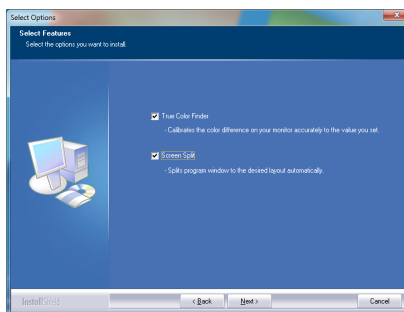 Select Options
Select Features
Select the options you want to install.
True Color Finder
- Calibrates the color difference on your monitor accurately to the value you set.
Screen Split
- Splits program window to the desired layout automatically.
InstallShield
< Back
Next >
Cancel